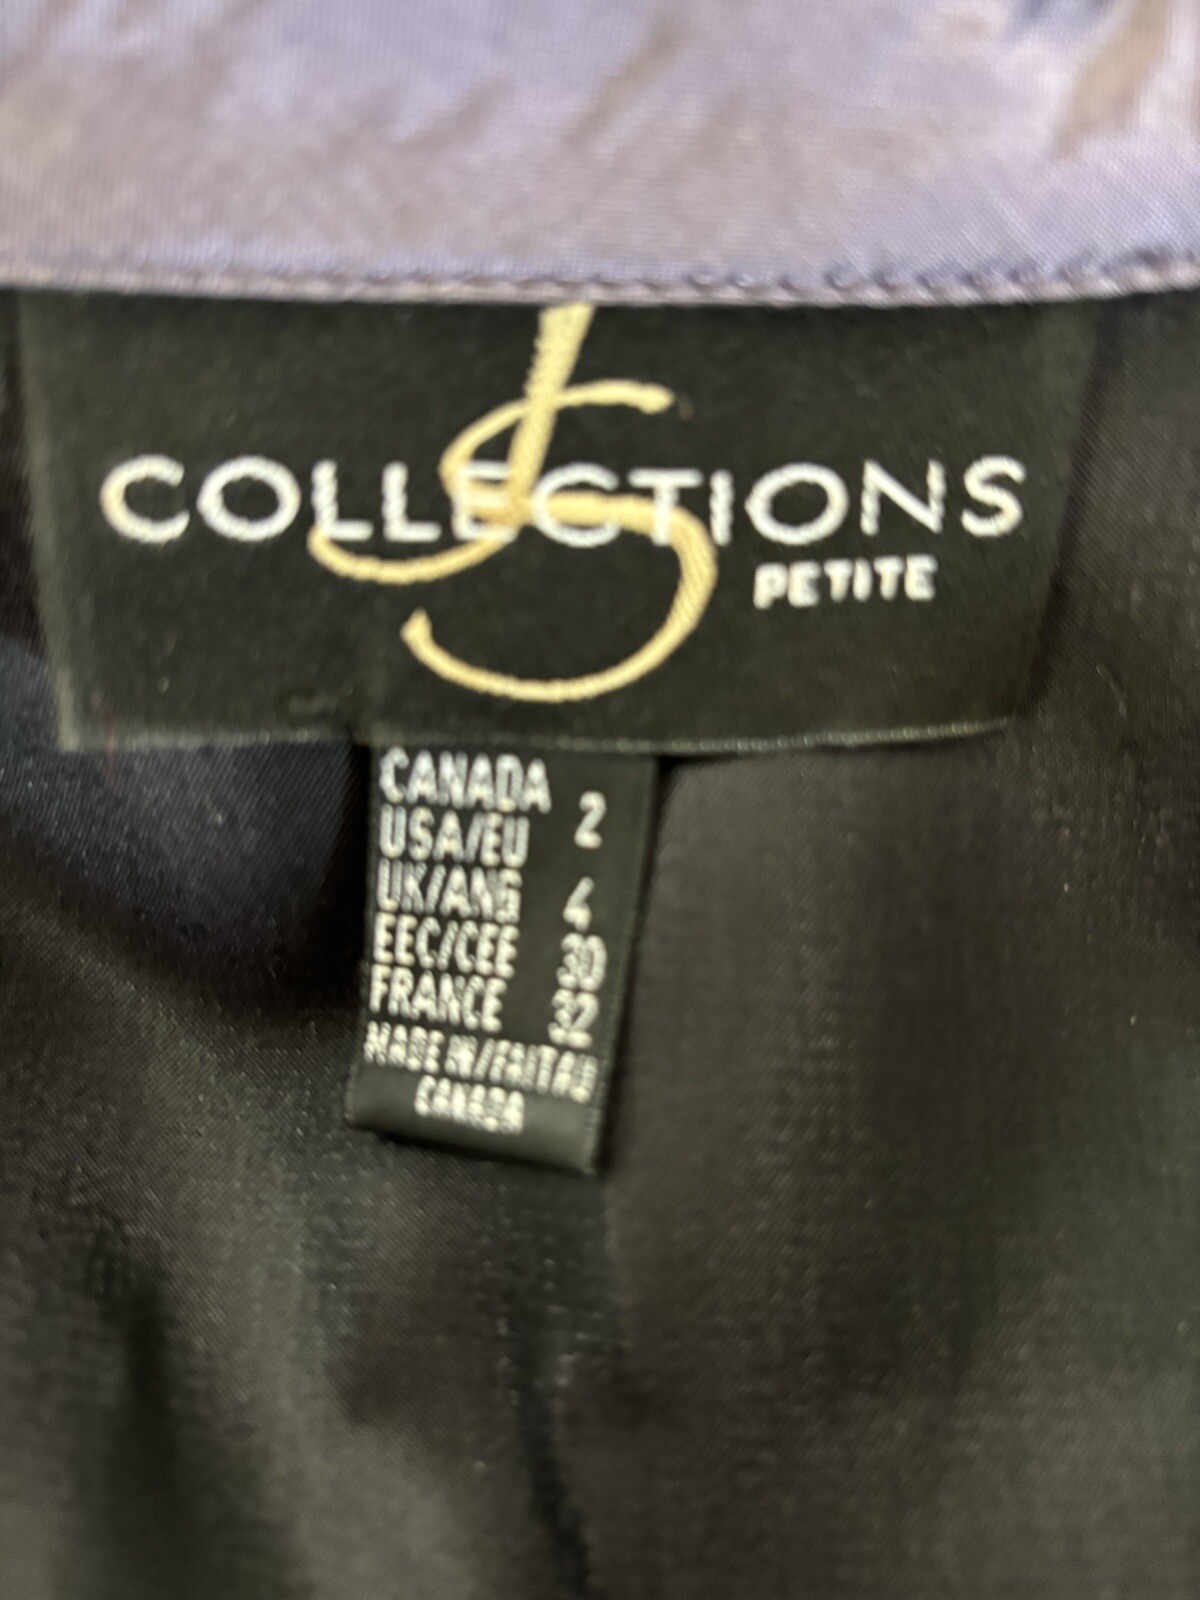 JS
COLLECTIONS
PETITE
CANADA 2
USA/EU
UK/ANG 4
EEC/CEE 30
FRANCE 32
MADE IN/FAIT AU
CANADA